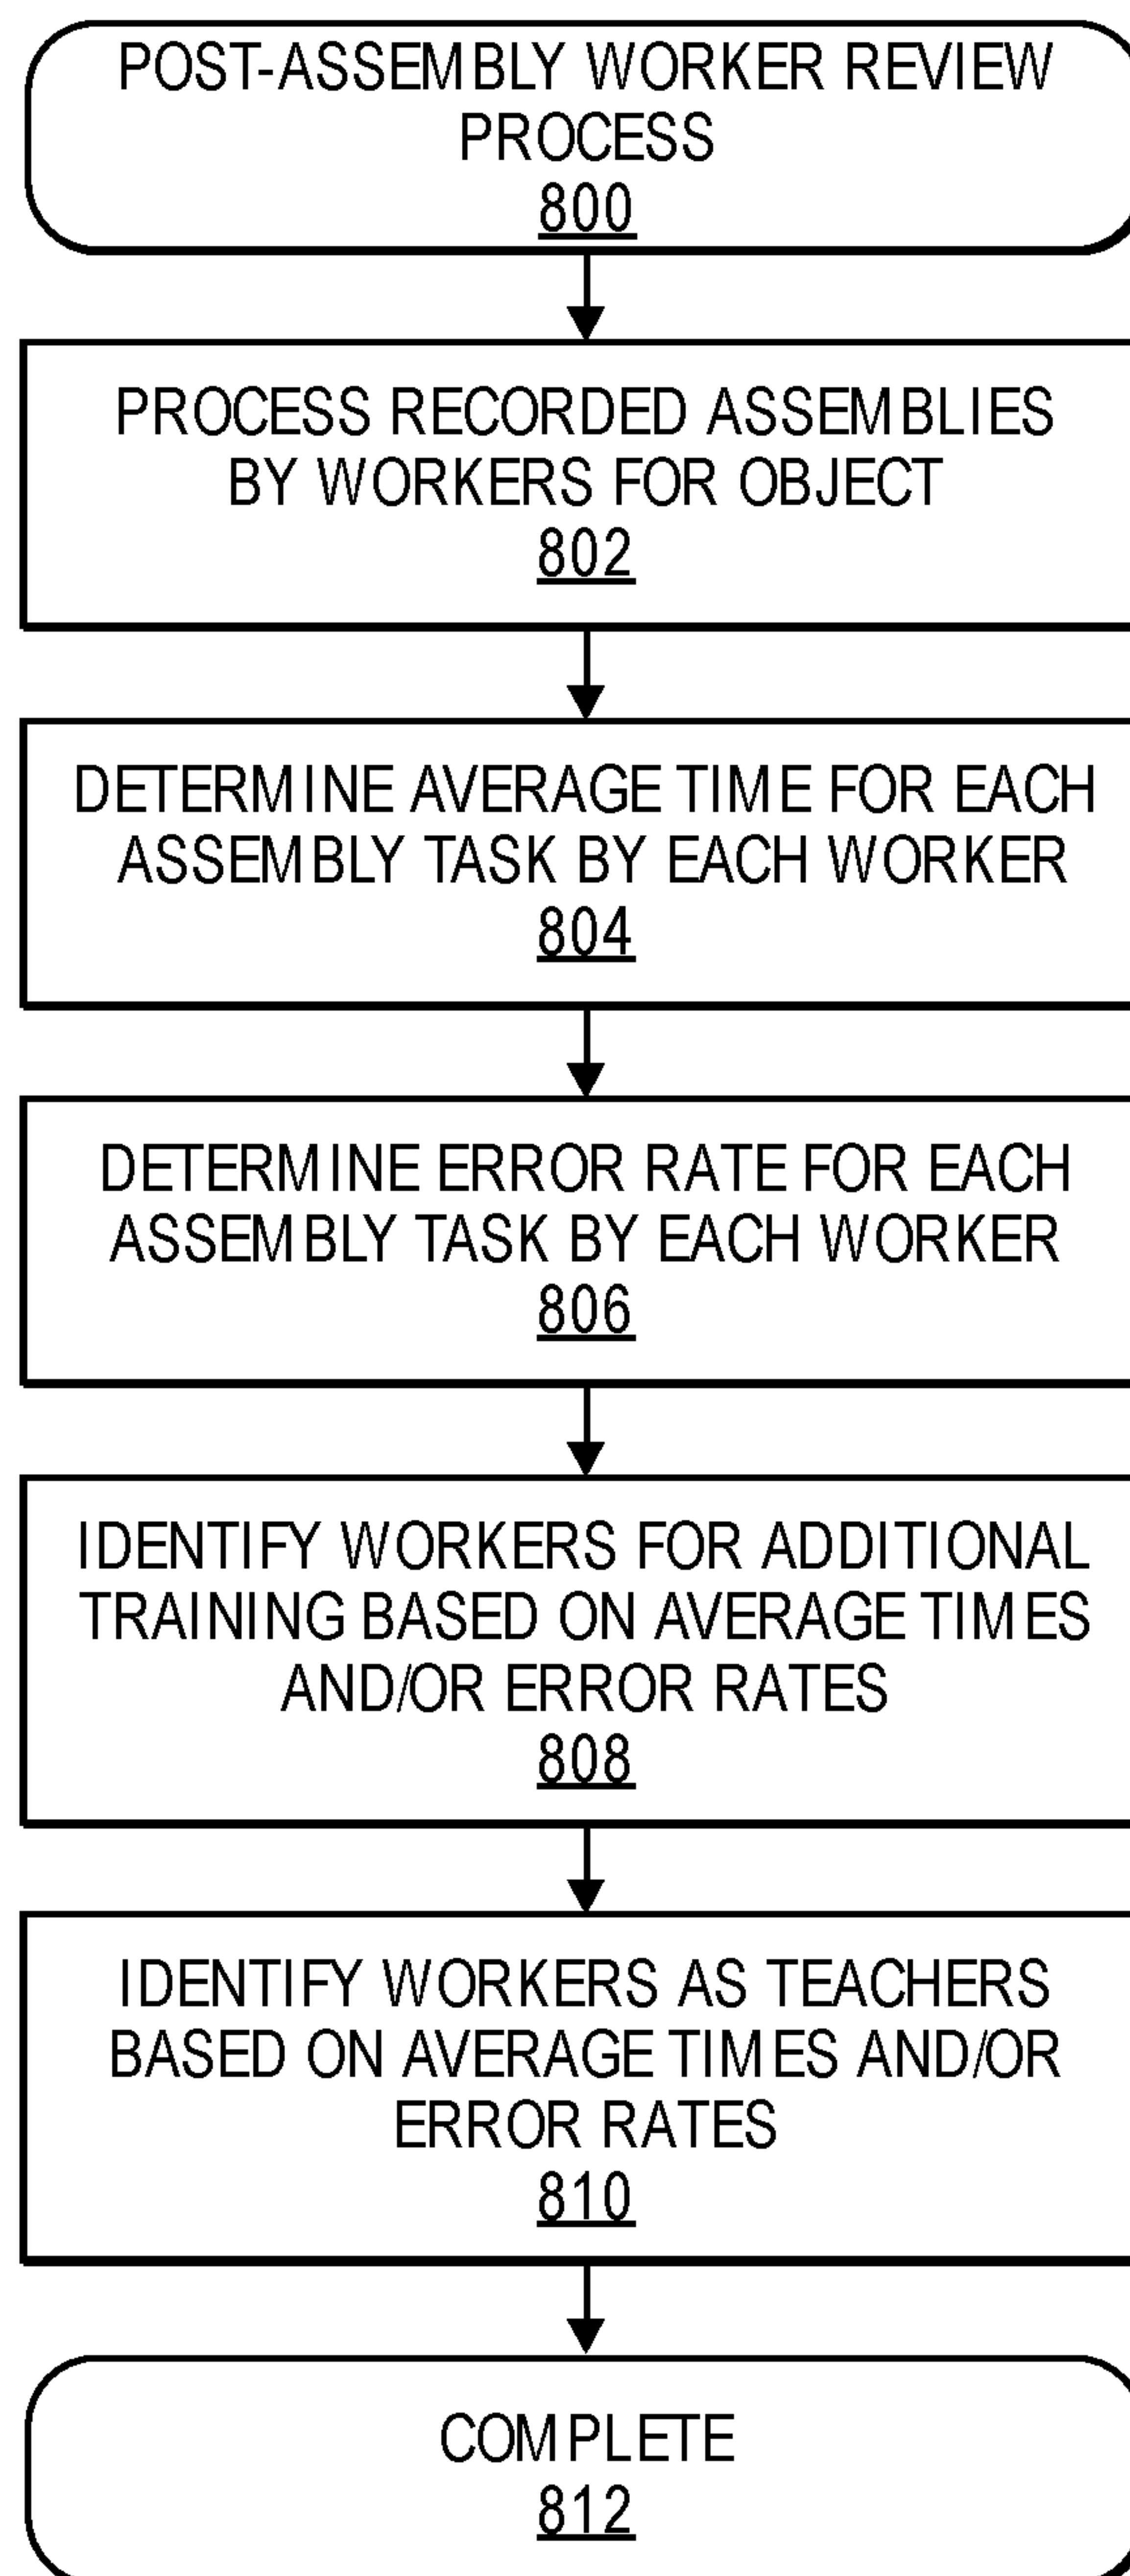 POST-ASSEMBLY WORKER REVIEW
PROCESS
800
PROCESS RECORDED ASSEMBLIES
BY WORKERS FOR OBJECT
802
DETERMINE AVERAGE TIME FOR EACH
ASSEMBLY TASK BY EACH WORKER
804
DETERMINE ERROR RATE FOR EACH
ASSEMBLY TASK BY EACH WORKER
806
IDENTIFY WORKERS FOR ADDITIONAL
TRAINING BASED ON AVERAGE TIMES
AND/OR ERROR RATES
808
IDENTIFY WORKERS AS TEACHERS
BASED ON AVERAGE TIMES AND/OR
ERROR RATES
810
COMPLETE
812